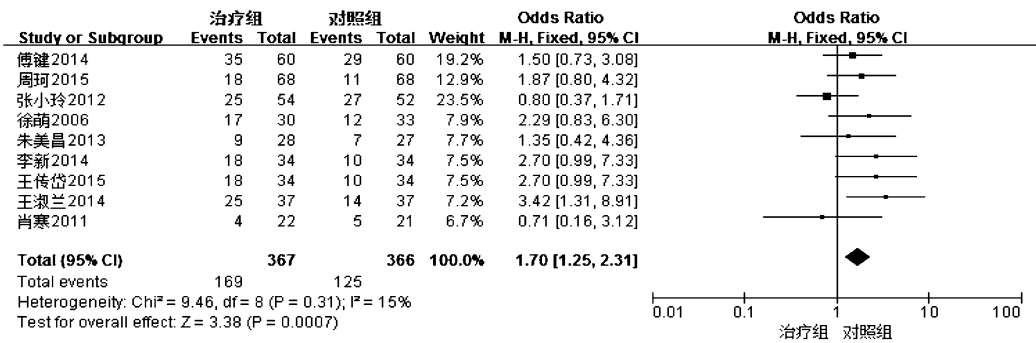 治疗组 对照组 Odds Ratio Odds Ratio
Study or Subgroup Events Total Events Total Weight M-H, Fixed, 95% CI M-H, Fixed, 95% CI
傅键2014 35 60 29 60 19.2% 1.50 [0.73, 3.08]
周珂2015 18 68 11 68 12.9% 1.87 [0.80, 4.32]
张小玲2012 25 54 27 52 23.5% 0.80 [0.37, 1.71]
徐萌2006 17 30 12 33 7.9% 2.29 [0.83, 6.30]
朱美昌2013 9 28 7 27 7.7% 1.35 [0.42, 4.36]
李新2014 18 34 10 34 7.5% 2.70 [0.99, 7.33]
王传岱2015 18 34 10 34 7.5% 2.70 [0.99, 7.33]
王淑兰2014 25 37 14 37 7.2% 3.42 [1.31, 8.91]
肖寒2011 4 22 5 21 6.7% 0.71 [0.16, 3.12]
Total (95% CI) 367 366 100.0% 1.70 [1.25, 2.31]
Total events 169 125
Heterogeneity: Chi² = 9.46, df = 8 (P = 0.31); I² = 15%
Test for overall effect: Z = 3.38 (P = 0.0007)
0.01 0.1 1 10 100
治疗组 对照组